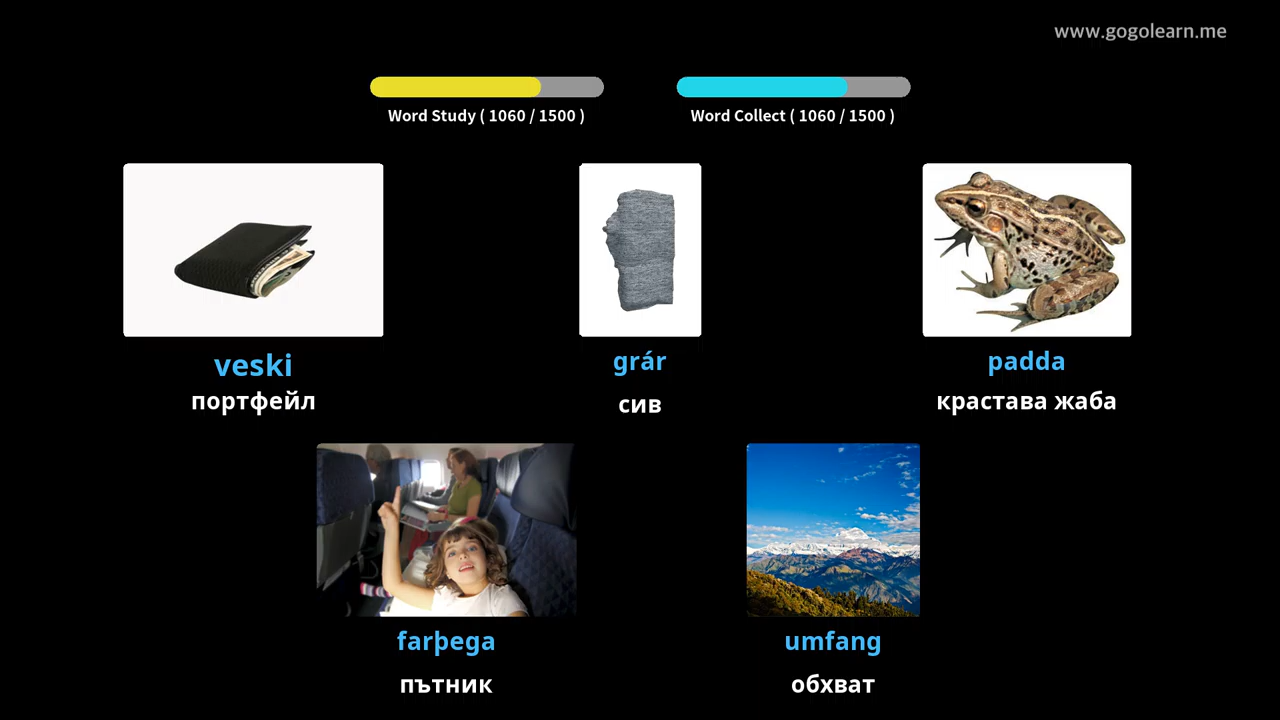 www.gogolearn.me
Word Study ( 1060 / 1500 )
Word Collect ( 1060 / 1500 )
veski
портфейл
grár
сив
padda
крастава жаба
farþega
пътник
umfang
обхват